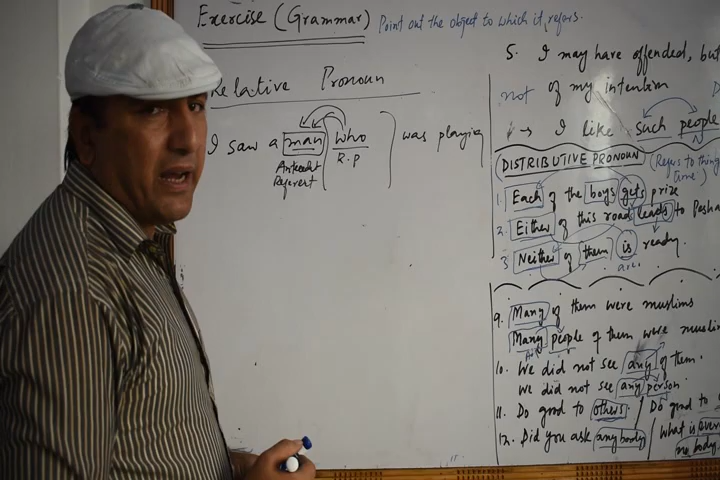 Exercise (Grammar) Point out the object to which it refers.
Relative Pronoun
I saw a man who was playing
Antecedent R.P
Referent
5. I may have offended, but
not of my intention
I like such people
DISTRIBUTIVE PRONOUN (Refers to things
time)
1. Each of the boys gets prize
2. Either of this road leads to Pesha
3. Neither of them is ready.
9. Many of them were muslims
Many people of them were muslim
10. We did not see any of them.
We did not see any person.
11. Do good to others / Do good to
12. Did you ask anybody / What is ever
no body